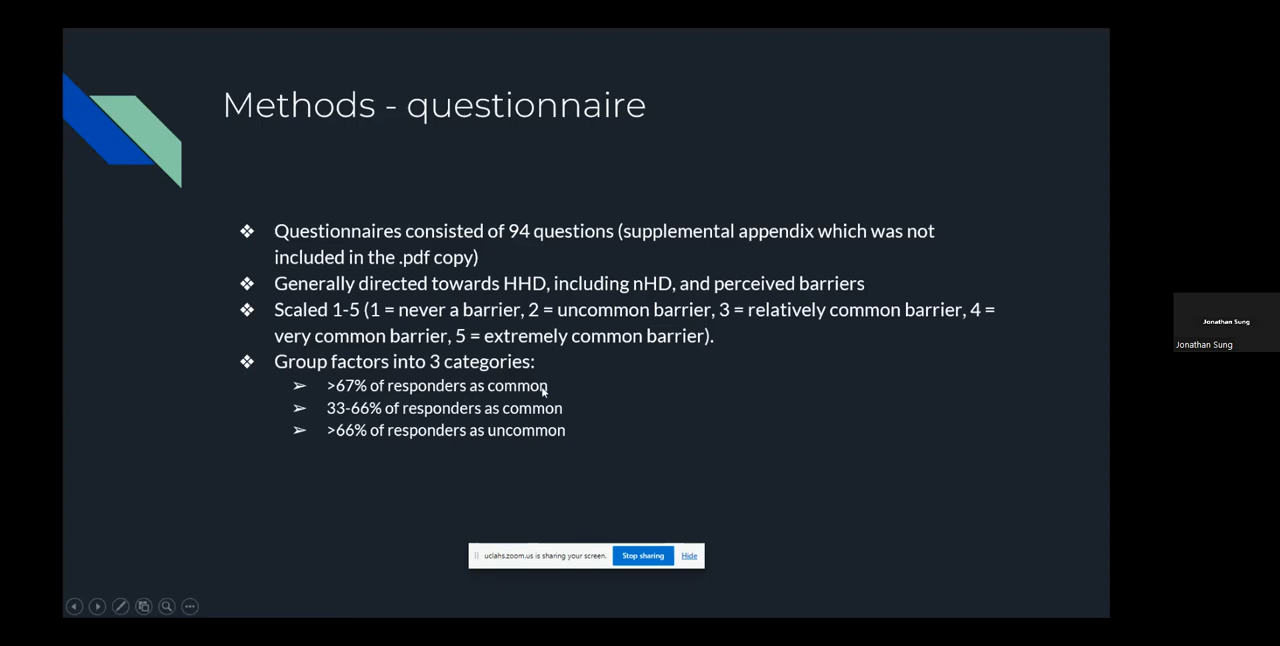 Methods - questionnaire
❖ Questionnaires consisted of 94 questions (supplemental appendix which was not
included in the .pdf copy)
❖ Generally directed towards HHD, including nHD, and perceived barriers
❖ Scaled 1-5 (1 = never a barrier, 2 = uncommon barrier, 3 = relatively common barrier, 4 =
very common barrier, 5 = extremely common barrier).
❖ Group factors into 3 categories:
➢ >67% of responders as common
➢ 33-66% of responders as common
➢ >66% of responders as uncommon
Jonathan Sung
Jonathan Sung
uclahs.zoom.us is sharing your screen. Stop sharing Hide